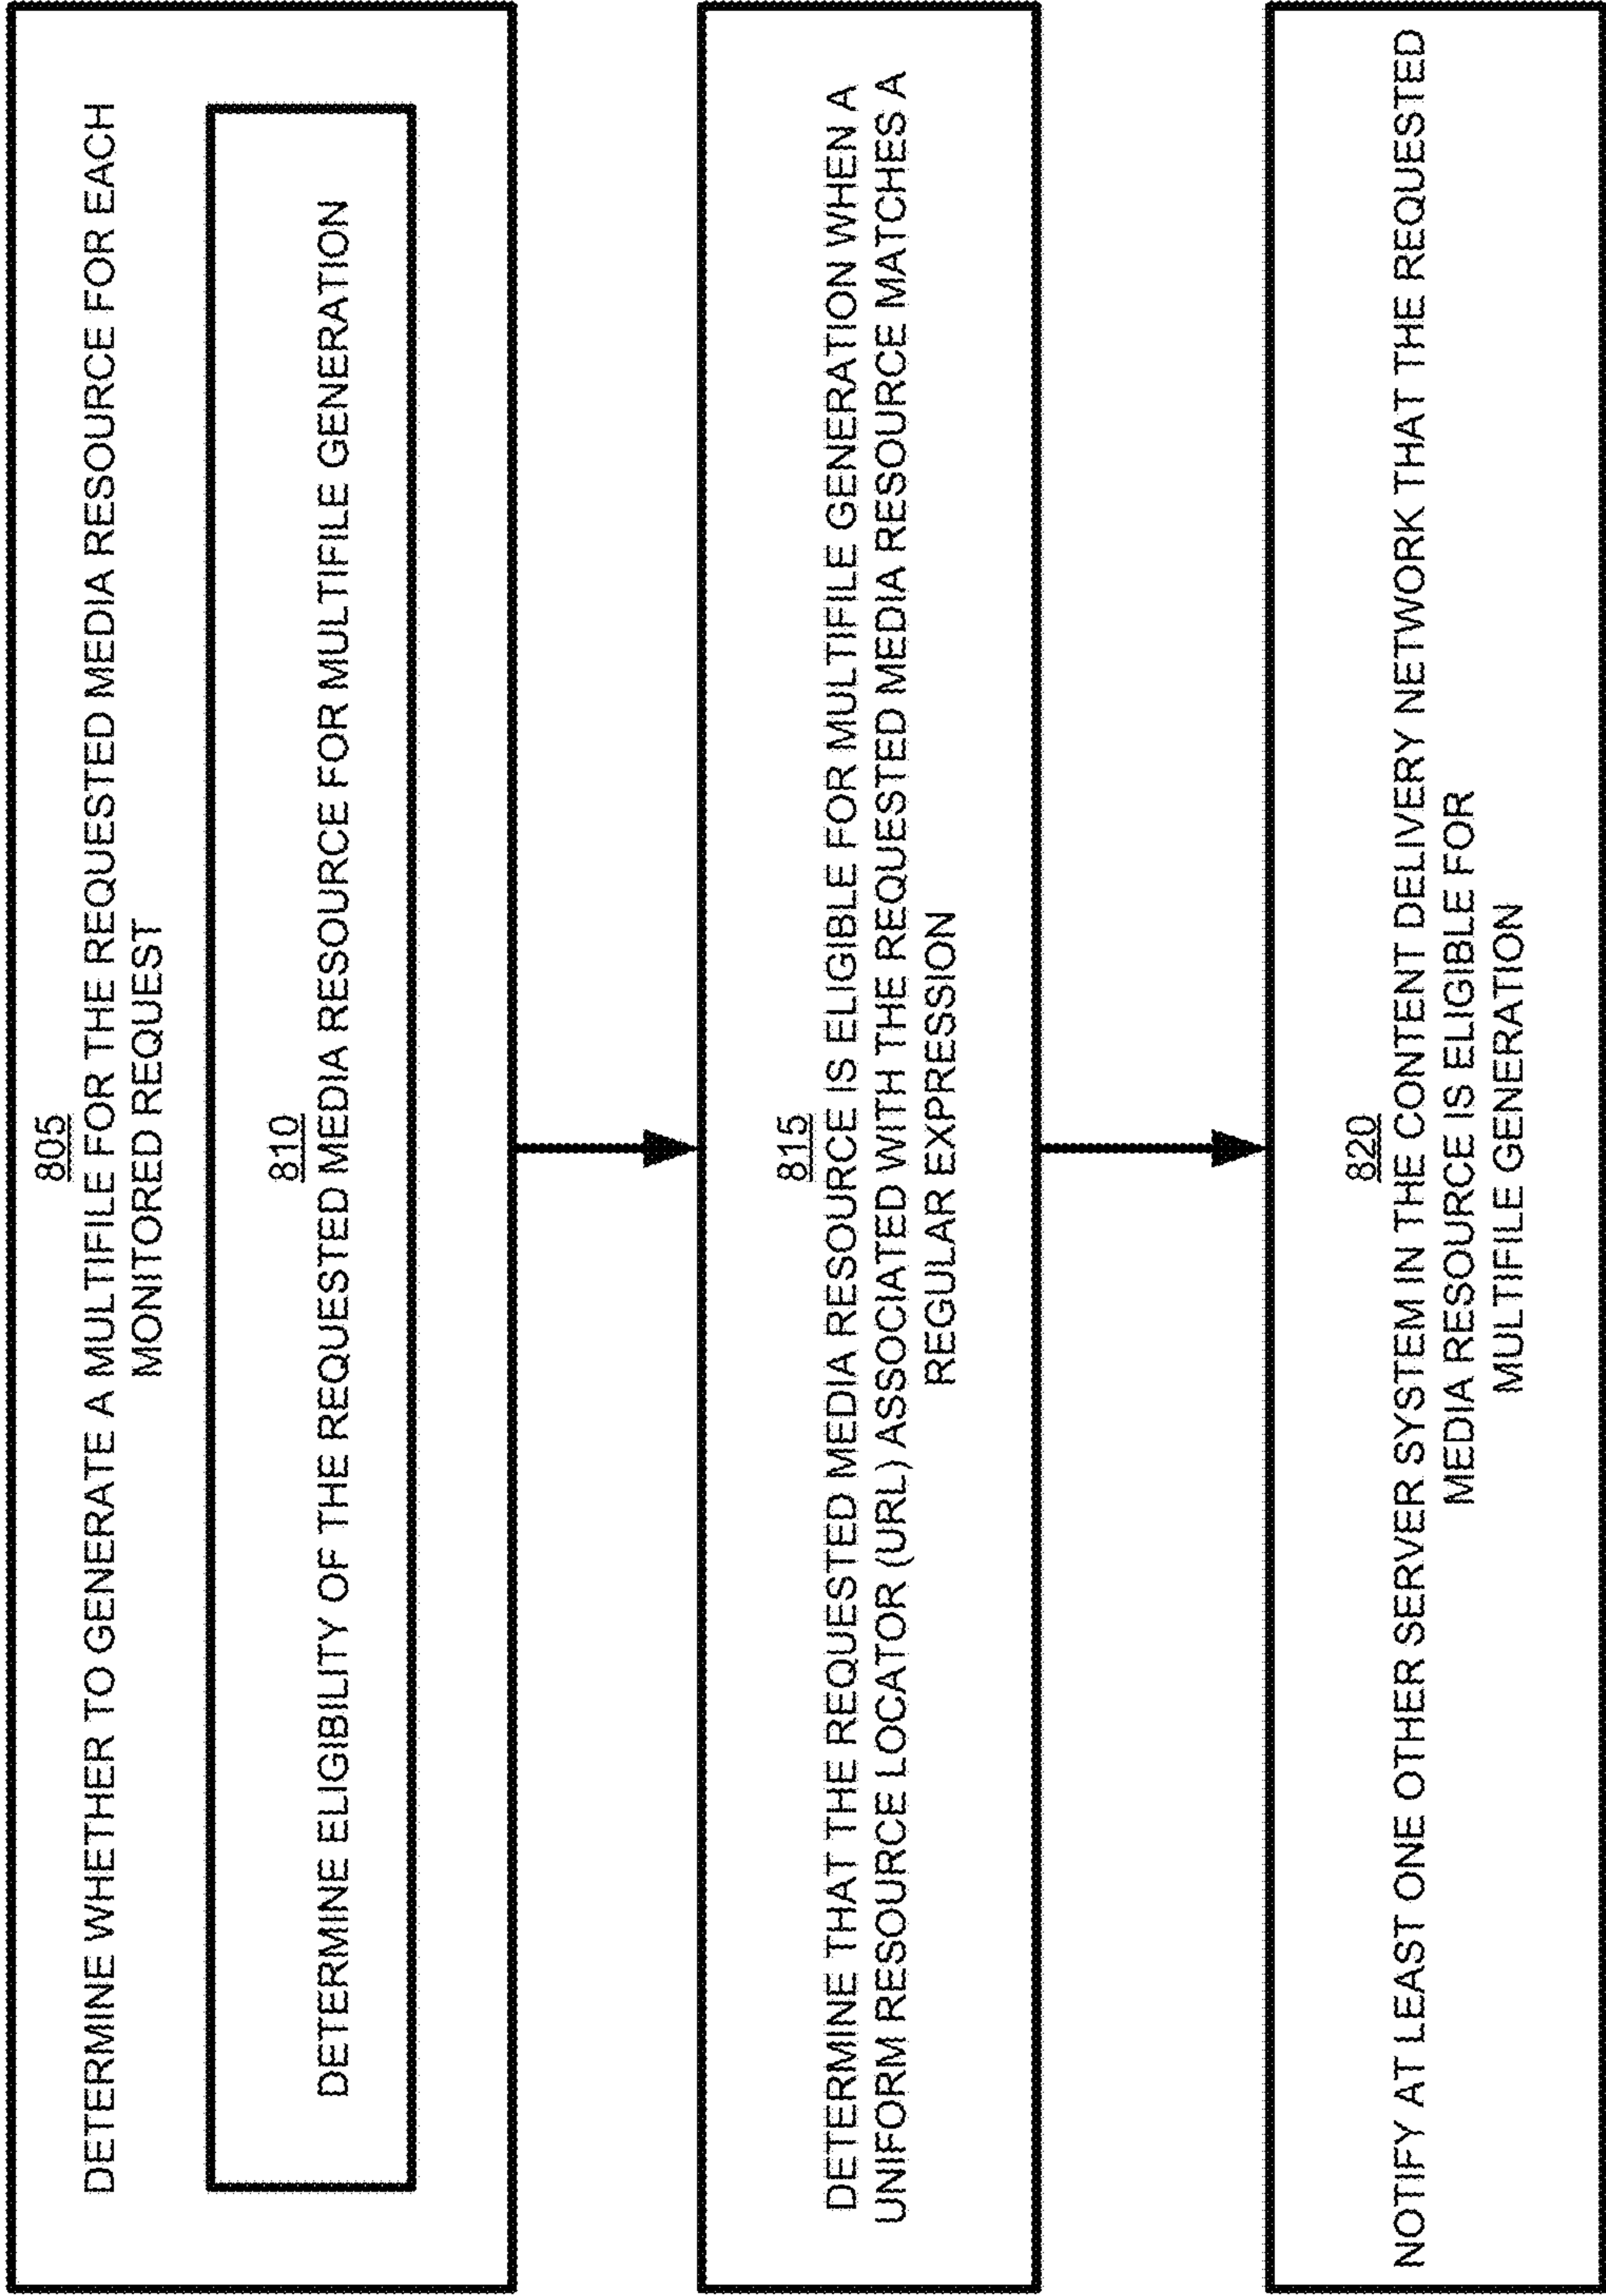 805
DETERMINE WHETHER TO GENERATE A MULTIFILE FOR THE REQUESTED MEDIA RESOURCE FOR EACH
MONITORED REQUEST
810
DETERMINE ELIGIBILITY OF THE REQUESTED MEDIA RESOURCE FOR MULTIFILE GENERATION
815
DETERMINE THAT THE REQUESTED MEDIA RESOURCE IS ELIGIBLE FOR MULTIFILE GENERATION WHEN A
UNIFORM RESOURCE LOCATOR (URL) ASSOCIATED WITH THE REQUESTED MEDIA RESOURCE MATCHES A
REGULAR EXPRESSION
820
NOTIFY AT LEAST ONE OTHER SERVER SYSTEM IN THE CONTENT DELIVERY NETWORK THAT THE REQUESTED
MEDIA RESOURCE IS ELIGIBLE FOR
MULTIFILE GENERATION